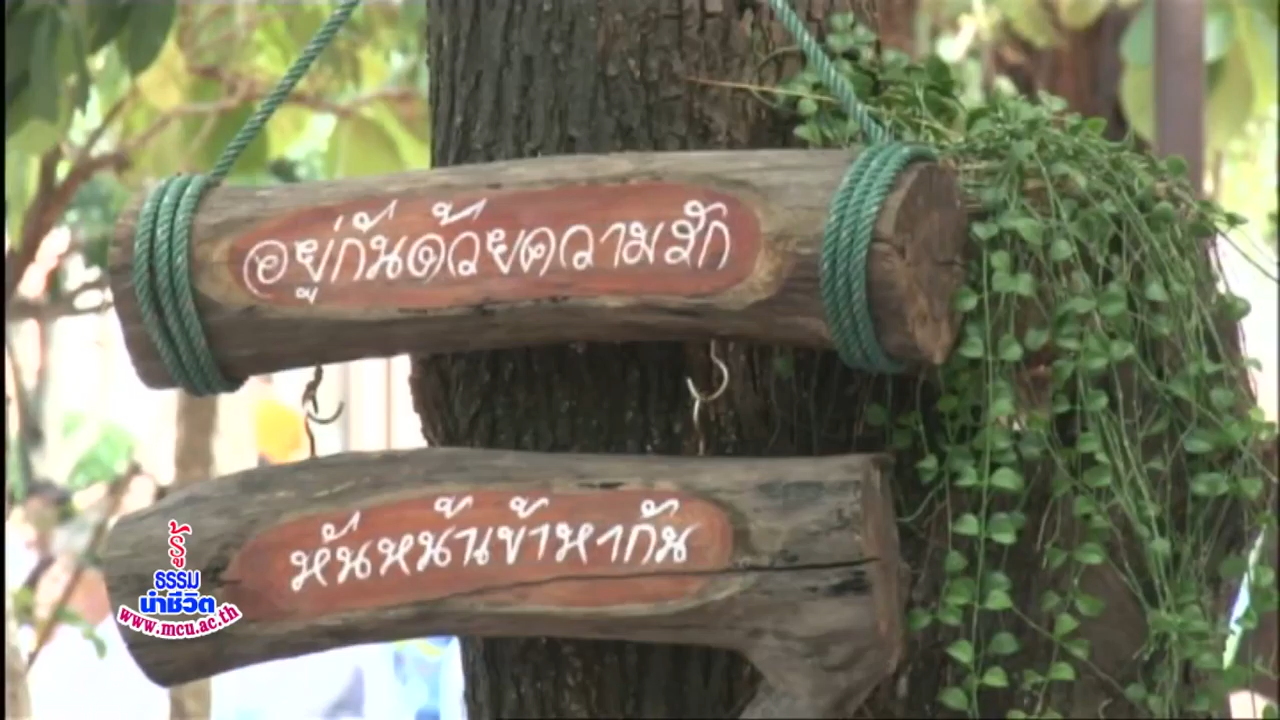 อยู่กันด้วยความรัก
หันหน้าเข้าหากัน
รู้
ธรรม
นำชีวิต
www.mcu.ac.th